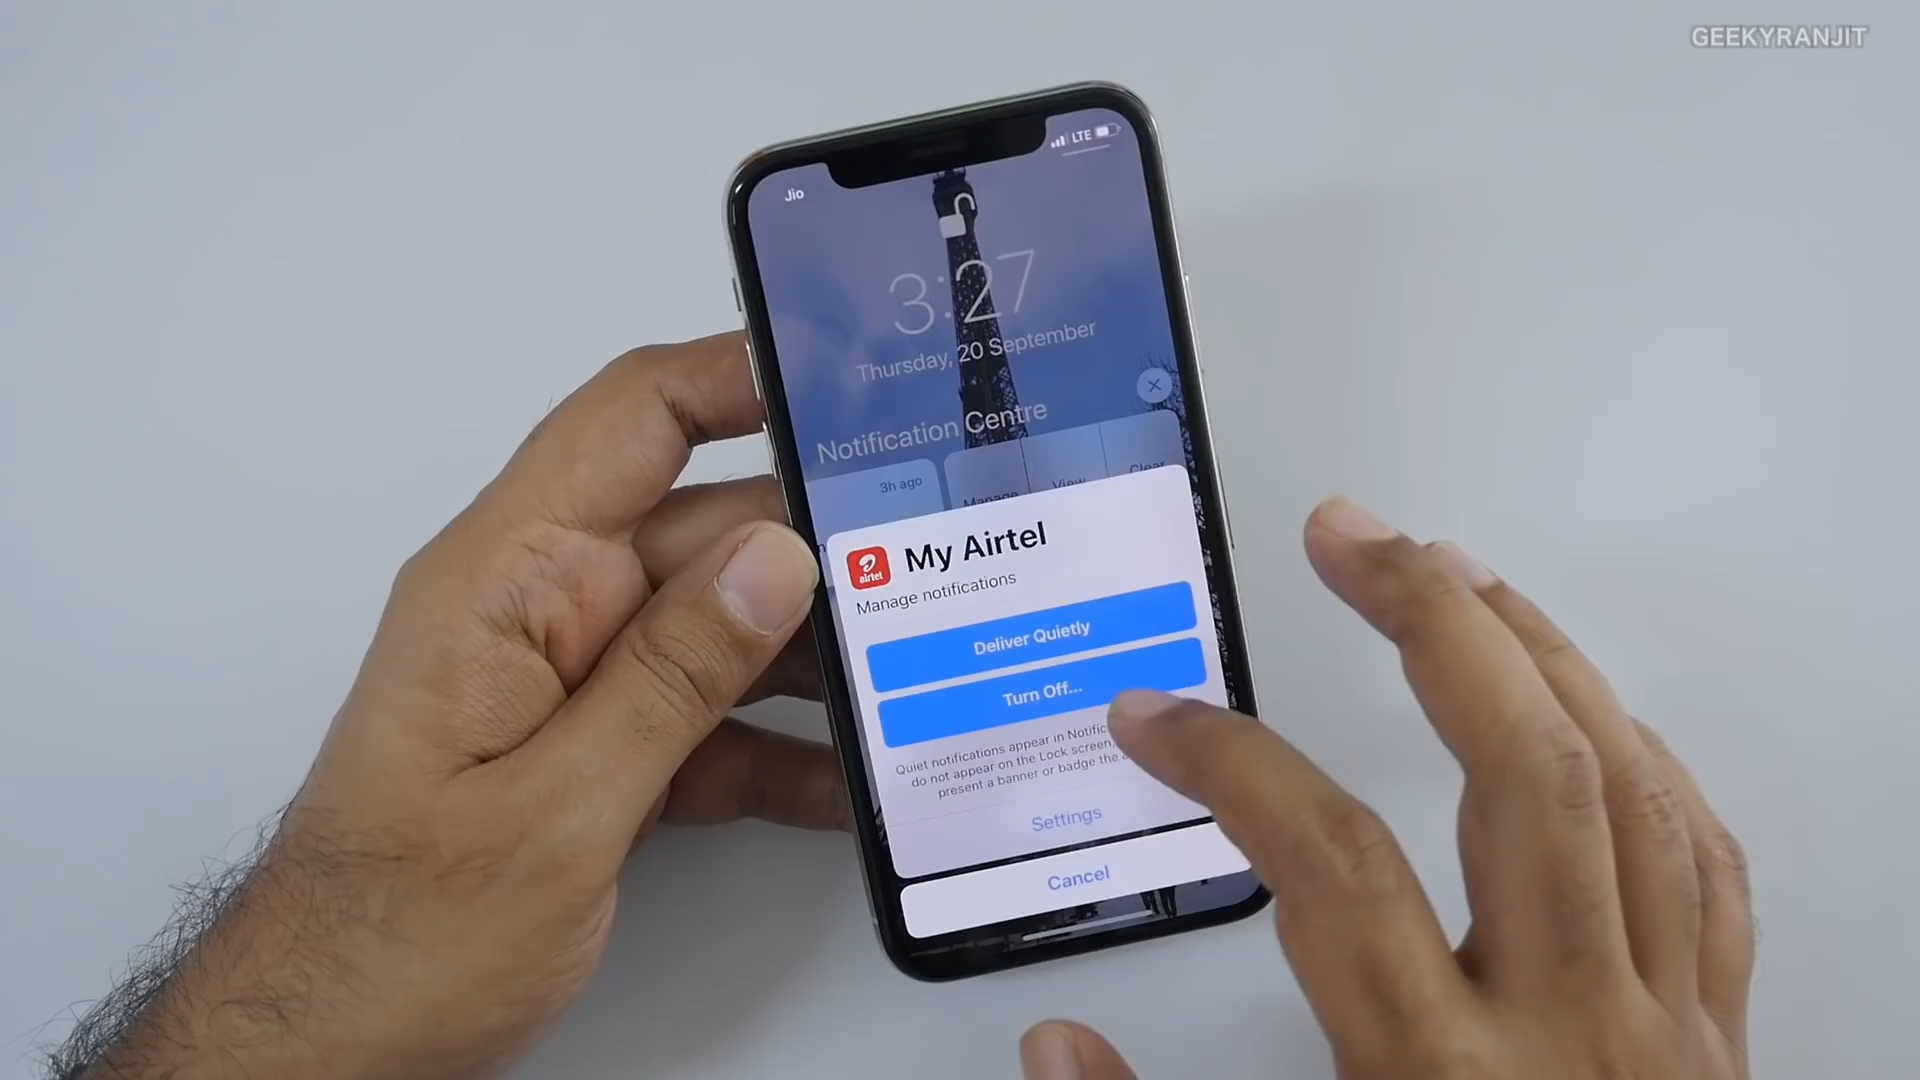 GEEKYRANJIT
Jio
LTE
3:27
Thursday, 20 September
Notification Centre
3h ago
Manage
View
Clear
airtel
My Airtel
Manage notifications
Deliver Quietly
Turn Off...
Quiet notifications appear in
do not appear on the Lock screen,
present a banner or badge the
Settings
Cancel